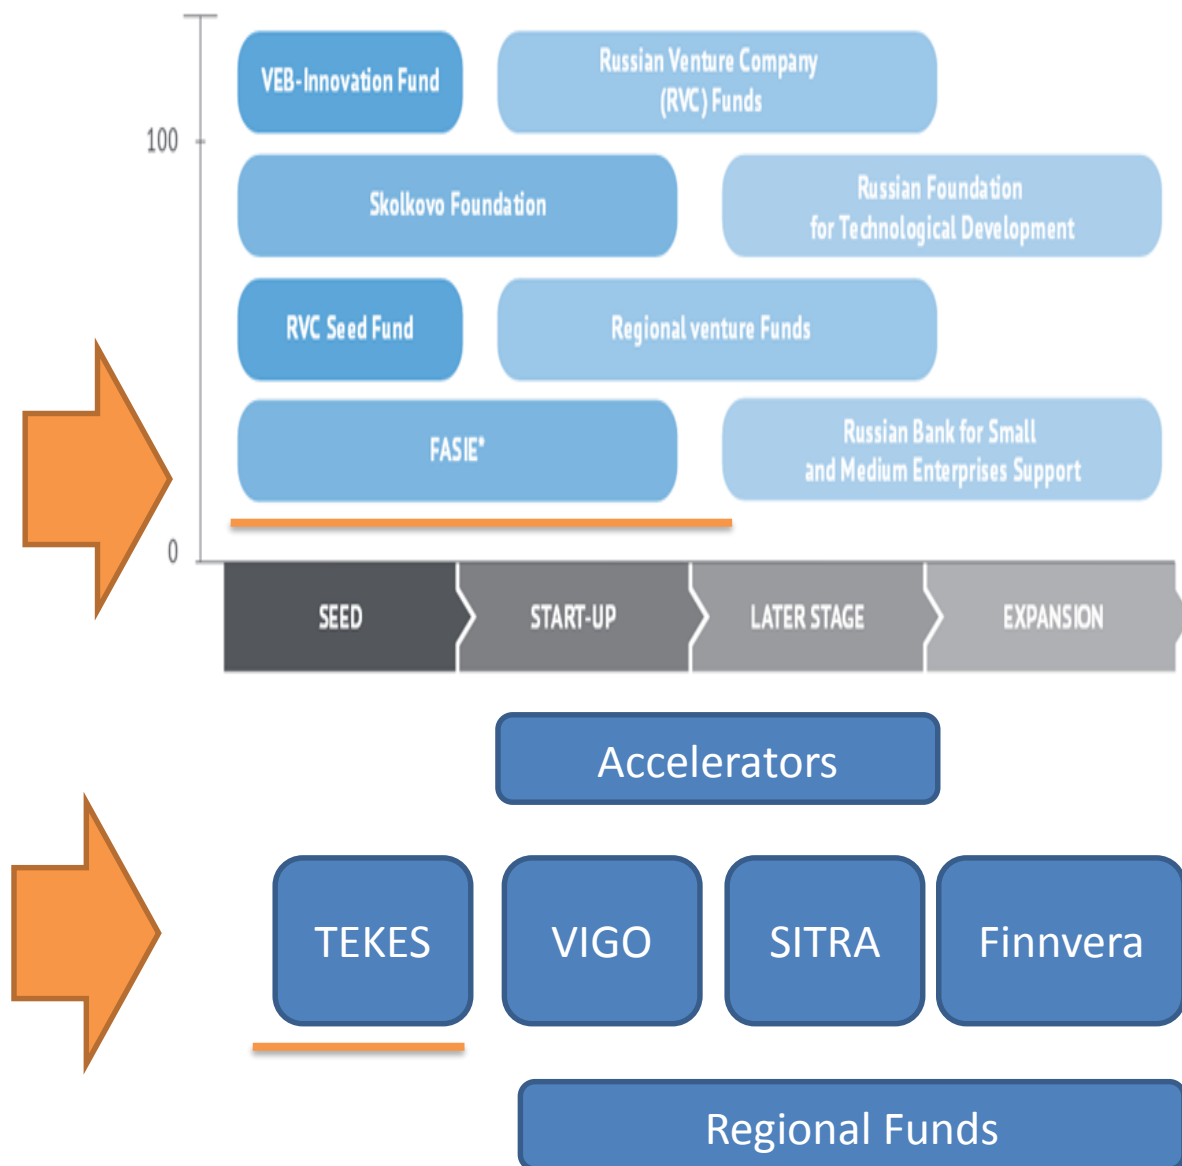 VEB-Innovation Fund
Russian Venture Company
(RVC) Funds
100
Skolkovo Foundation
Russian Foundation
for Technological Development
RVC Seed Fund
Regional venture Funds
FASIE*
Russian Bank for Small
and Medium Enterprises Support
0
SEED
START-UP
LATER STAGE
EXPANSION
Accelerators
TEKES
VIGO
SITRA
Finnvera
Regional Funds